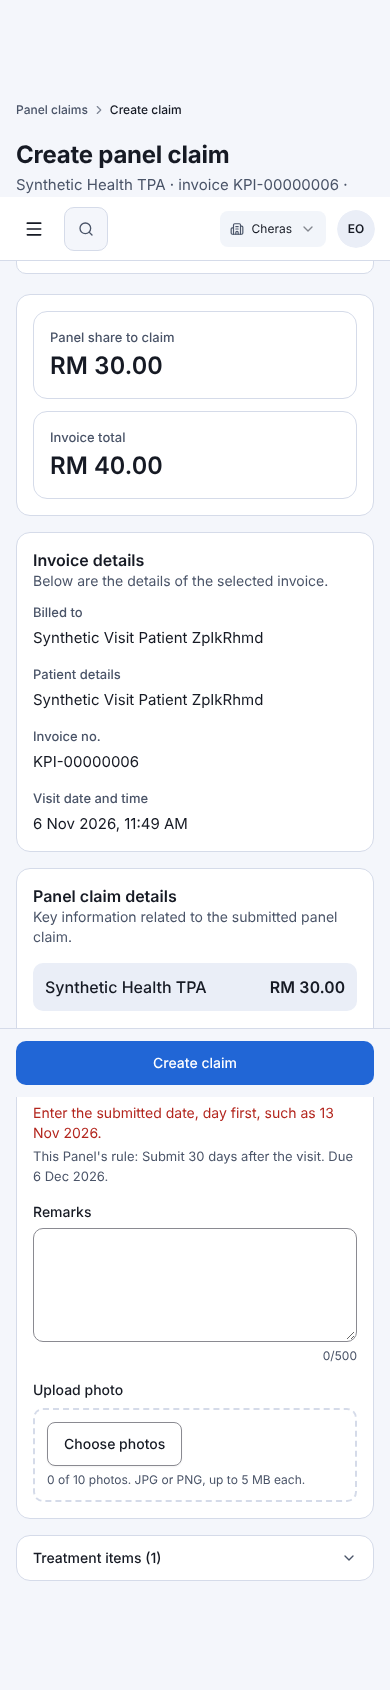 Panel claims > Create claim
Create panel claim
Synthetic Health TPA · invoice KPI-00000006 ·
Cheras
EO
Panel share to claim
RM 30.00
Invoice total
RM 40.00
Invoice details
Below are the details of the selected invoice.
Billed to
Synthetic Visit Patient ZpIkRhmd
Patient details
Synthetic Visit Patient ZpIkRhmd
Invoice no.
KPI-00000006
Visit date and time
6 Nov 2026, 11:49 AM
Panel claim details
Key information related to the submitted panel
claim.
Synthetic Health TPA RM 30.00
Create claim
Enter the submitted date, day first, such as 13
Nov 2026.
This Panel's rule: Submit 30 days after the visit. Due
6 Dec 2026.
Remarks
0/500
Upload photo
Choose photos
0 of 10 photos. JPG or PNG, up to 5 MB each.
Treatment items (1)